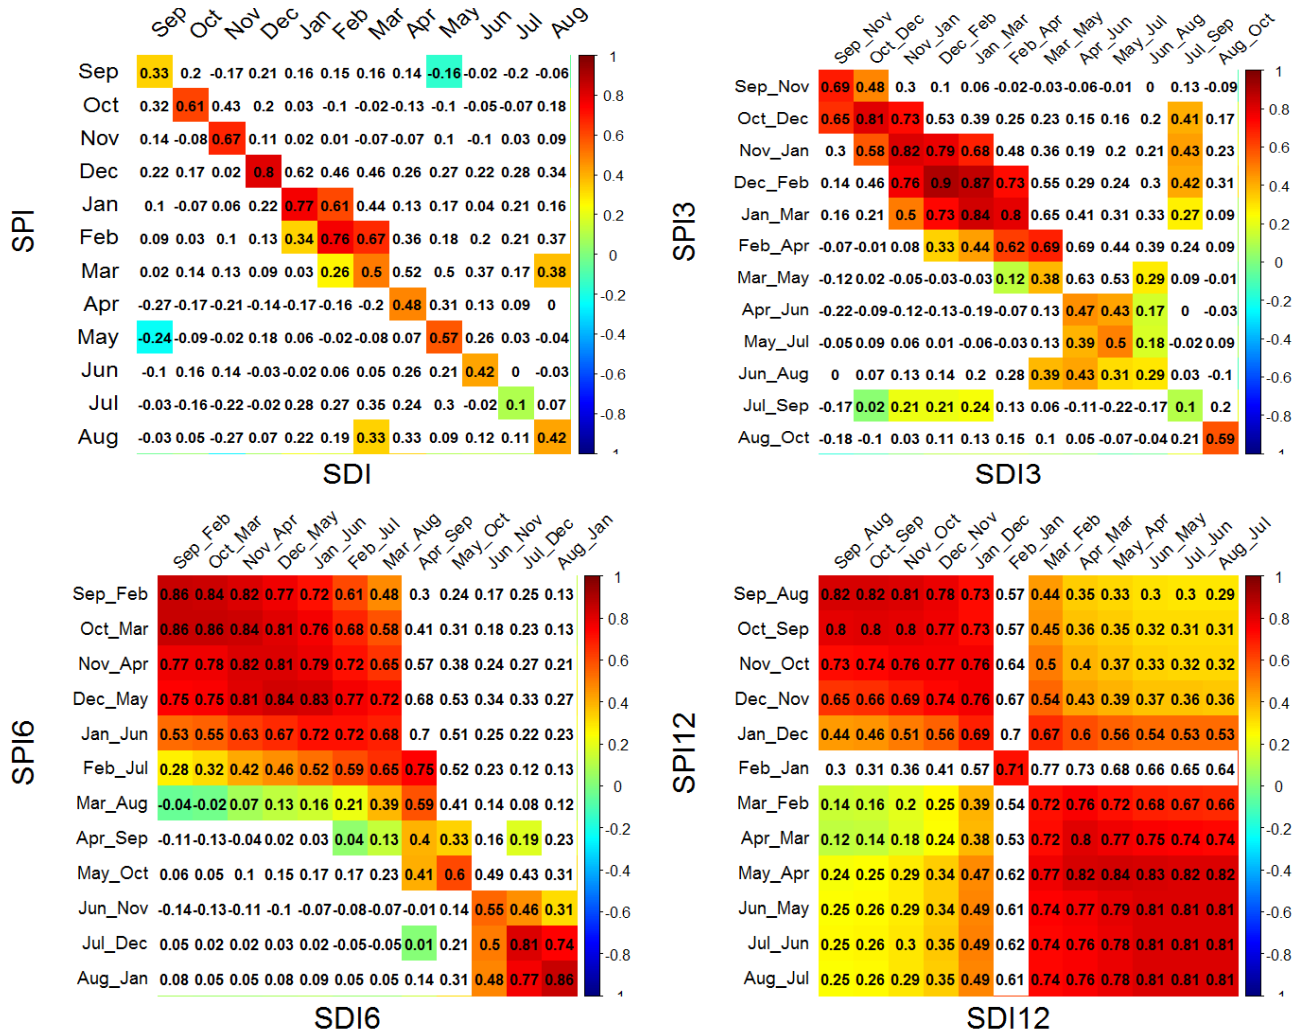 Sep Oct Nov Dec Jan Feb Mar Apr May Jun Jul Aug
SPI
Sep 0.33 0.2 -0.17 0.21 0.16 0.15 0.16 0.14 -0.16 -0.02 -0.2 -0.06
Oct 0.32 0.61 0.43 0.2 0.03 -0.1 -0.02 -0.13 -0.1 -0.05 -0.07 0.18
Nov 0.14 -0.08 0.67 0.11 0.02 0.01 -0.07 -0.07 0.1 -0.1 0.03 0.09
Dec 0.22 0.17 0.02 0.8 0.62 0.46 0.46 0.26 0.27 0.22 0.28 0.34
Jan 0.1 -0.07 0.06 0.22 0.77 0.61 0.44 0.13 0.17 0.04 0.21 0.16
Feb 0.09 0.03 0.1 0.13 0.34 0.76 0.67 0.36 0.18 0.2 0.21 0.37
Mar 0.02 0.14 0.13 0.09 0.03 0.26 0.5 0.52 0.5 0.37 0.17 0.38
Apr -0.27 -0.17 -0.21 -0.14 -0.17 -0.16 -0.2 0.48 0.31 0.13 0.09 0
May -0.24 -0.09 -0.02 0.18 0.06 -0.02 -0.08 0.07 0.57 0.26 0.03 -0.04
Jun -0.1 0.16 0.14 -0.03 -0.02 0.06 0.05 0.26 0.21 0.42 0 -0.03
Jul -0.03 -0.16 -0.22 -0.02 0.28 0.27 0.35 0.24 0.3 -0.02 0.1 0.07
Aug -0.03 0.05 -0.27 0.07 0.22 0.19 0.33 0.33 0.09 0.12 0.11 0.42
SDI
1
0.8
0.6
0.4
0.2
0
-0.2
-0.4
-0.6
-0.8
Sep_Nov Oct_Dec Nov_Jan Dec_Feb Jan_Mar Feb_Apr Mar_May Apr_Jun May_Jul Jun_Aug Jul_Sep Aug_Oct
SPI3
Sep_Nov 0.69 0.48 0.3 0.1 0.06 -0.02 -0.03 -0.06 -0.01 0 0.13 -0.09
Oct_Dec 0.65 0.81 0.73 0.53 0.39 0.25 0.23 0.15 0.16 0.2 0.41 0.17
Nov_Jan 0.3 0.58 0.82 0.79 0.68 0.48 0.36 0.19 0.2 0.21 0.43 0.23
Dec_Feb 0.14 0.46 0.76 0.9 0.87 0.73 0.55 0.29 0.24 0.3 0.42 0.31
Jan_Mar 0.16 0.21 0.5 0.73 0.84 0.8 0.65 0.41 0.31 0.33 0.27 0.09
Feb_Apr -0.07 -0.01 0.08 0.33 0.44 0.62 0.69 0.69 0.44 0.39 0.24 0.09
Mar_May -0.12 0.02 -0.05 -0.03 -0.03 0.12 0.38 0.63 0.53 0.29 0.09 -0.01
Apr_Jun -0.22 -0.09 -0.12 -0.13 -0.19 -0.07 0.13 0.47 0.43 0.17 0 -0.03
May_Jul -0.05 0.09 0.06 0.01 -0.06 -0.03 0.13 0.39 0.5 0.18 -0.02 0.09
Jun_Aug 0 0.07 0.13 0.14 0.2 0.28 0.39 0.43 0.31 0.29 0.03 -0.1
Jul_Sep -0.17 0.02 0.21 0.21 0.24 0.13 0.06 -0.11 -0.22 -0.17 0.1 0.2
Aug_Oct -0.18 -0.1 0.03 0.11 0.13 0.15 0.1 0.05 -0.07 -0.04 0.21 0.59
SDI3
1
0.8
0.6
0.4
0.2
0
-0.2
-0.4
-0.6
-0.8
Sep_Feb Oct_Mar Nov_Apr Dec_May Jan_Jun Feb_Jul Mar_Aug Apr_Sep May_Oct Jun_Nov Jul_Dec Aug_Jan
SPI6
Sep_Feb 0.86 0.84 0.82 0.77 0.72 0.61 0.48 0.3 0.24 0.17 0.25 0.13
Oct_Mar 0.86 0.86 0.84 0.81 0.76 0.68 0.58 0.41 0.31 0.18 0.23 0.13
Nov_Apr 0.77 0.78 0.82 0.81 0.79 0.72 0.65 0.57 0.38 0.24 0.27 0.21
Dec_May 0.75 0.75 0.81 0.84 0.83 0.77 0.72 0.68 0.53 0.34 0.33 0.27
Jan_Jun 0.53 0.55 0.63 0.67 0.72 0.72 0.68 0.7 0.51 0.25 0.22 0.23
Feb_Jul 0.28 0.32 0.42 0.46 0.52 0.59 0.65 0.75 0.52 0.23 0.12 0.13
Mar_Aug -0.04 -0.02 0.07 0.13 0.16 0.21 0.39 0.59 0.41 0.14 0.08 0.12
Apr_Sep -0.11 -0.13 -0.04 0.02 0.03 0.04 0.13 0.4 0.33 0.16 0.19 0.23
May_Oct 0.06 0.05 0.1 0.15 0.17 0.17 0.23 0.41 0.6 0.49 0.43 0.31
Jun_Nov -0.14 -0.13 -0.11 -0.1 -0.07 -0.08 -0.07 -0.01 0.14 0.55 0.46 0.31
Jul_Dec 0.05 0.02 0.02 0.03 0.02 -0.05 -0.05 0.01 0.21 0.5 0.81 0.74
Aug_Jan 0.08 0.05 0.05 0.08 0.09 0.05 0.05 0.14 0.31 0.48 0.77 0.86
SDI6
1
0.8
0.6
0.4
0.2
0
-0.2
-0.4
-0.6
-0.8
Sep_Aug Oct_Sep Nov_Oct Dec_Nov Jan_Dec Feb_Jan Mar_Feb Apr_Mar May_Apr Jun_May Jul_Jun Aug_Jul
SPI12
Sep_Aug 0.82 0.82 0.81 0.78 0.73 0.57 0.44 0.35 0.33 0.3 0.3 0.29
Oct_Sep 0.8 0.8 0.8 0.77 0.73 0.57 0.45 0.36 0.35 0.32 0.31 0.31
Nov_Oct 0.73 0.74 0.76 0.77 0.76 0.64 0.5 0.4 0.37 0.33 0.32 0.32
Dec_Nov 0.65 0.66 0.69 0.74 0.76 0.67 0.54 0.43 0.39 0.37 0.36 0.36
Jan_Dec 0.44 0.46 0.51 0.56 0.69 0.7 0.67 0.6 0.56 0.54 0.53 0.53
Feb_Jan 0.3 0.31 0.36 0.41 0.57 0.71 0.77 0.73 0.68 0.66 0.65 0.64
Mar_Feb 0.14 0.16 0.2 0.25 0.39 0.54 0.72 0.76 0.72 0.68 0.67 0.66
Apr_Mar 0.12 0.14 0.18 0.24 0.38 0.53 0.72 0.8 0.77 0.75 0.74 0.74
May_Apr 0.24 0.25 0.29 0.34 0.47 0.62 0.77 0.82 0.84 0.83 0.82 0.82
Jun_May 0.25 0.26 0.29 0.34 0.49 0.61 0.74 0.77 0.79 0.81 0.81 0.81
Jul_Jun 0.25 0.26 0.3 0.35 0.49 0.62 0.74 0.76 0.78 0.81 0.81 0.81
Aug_Jul 0.25 0.26 0.29 0.35 0.49 0.61 0.74 0.76 0.78 0.81 0.81 0.81
SDI12
1
0.8
0.6
0.4
0.2
0
-0.2
-0.4
-0.6
-0.8